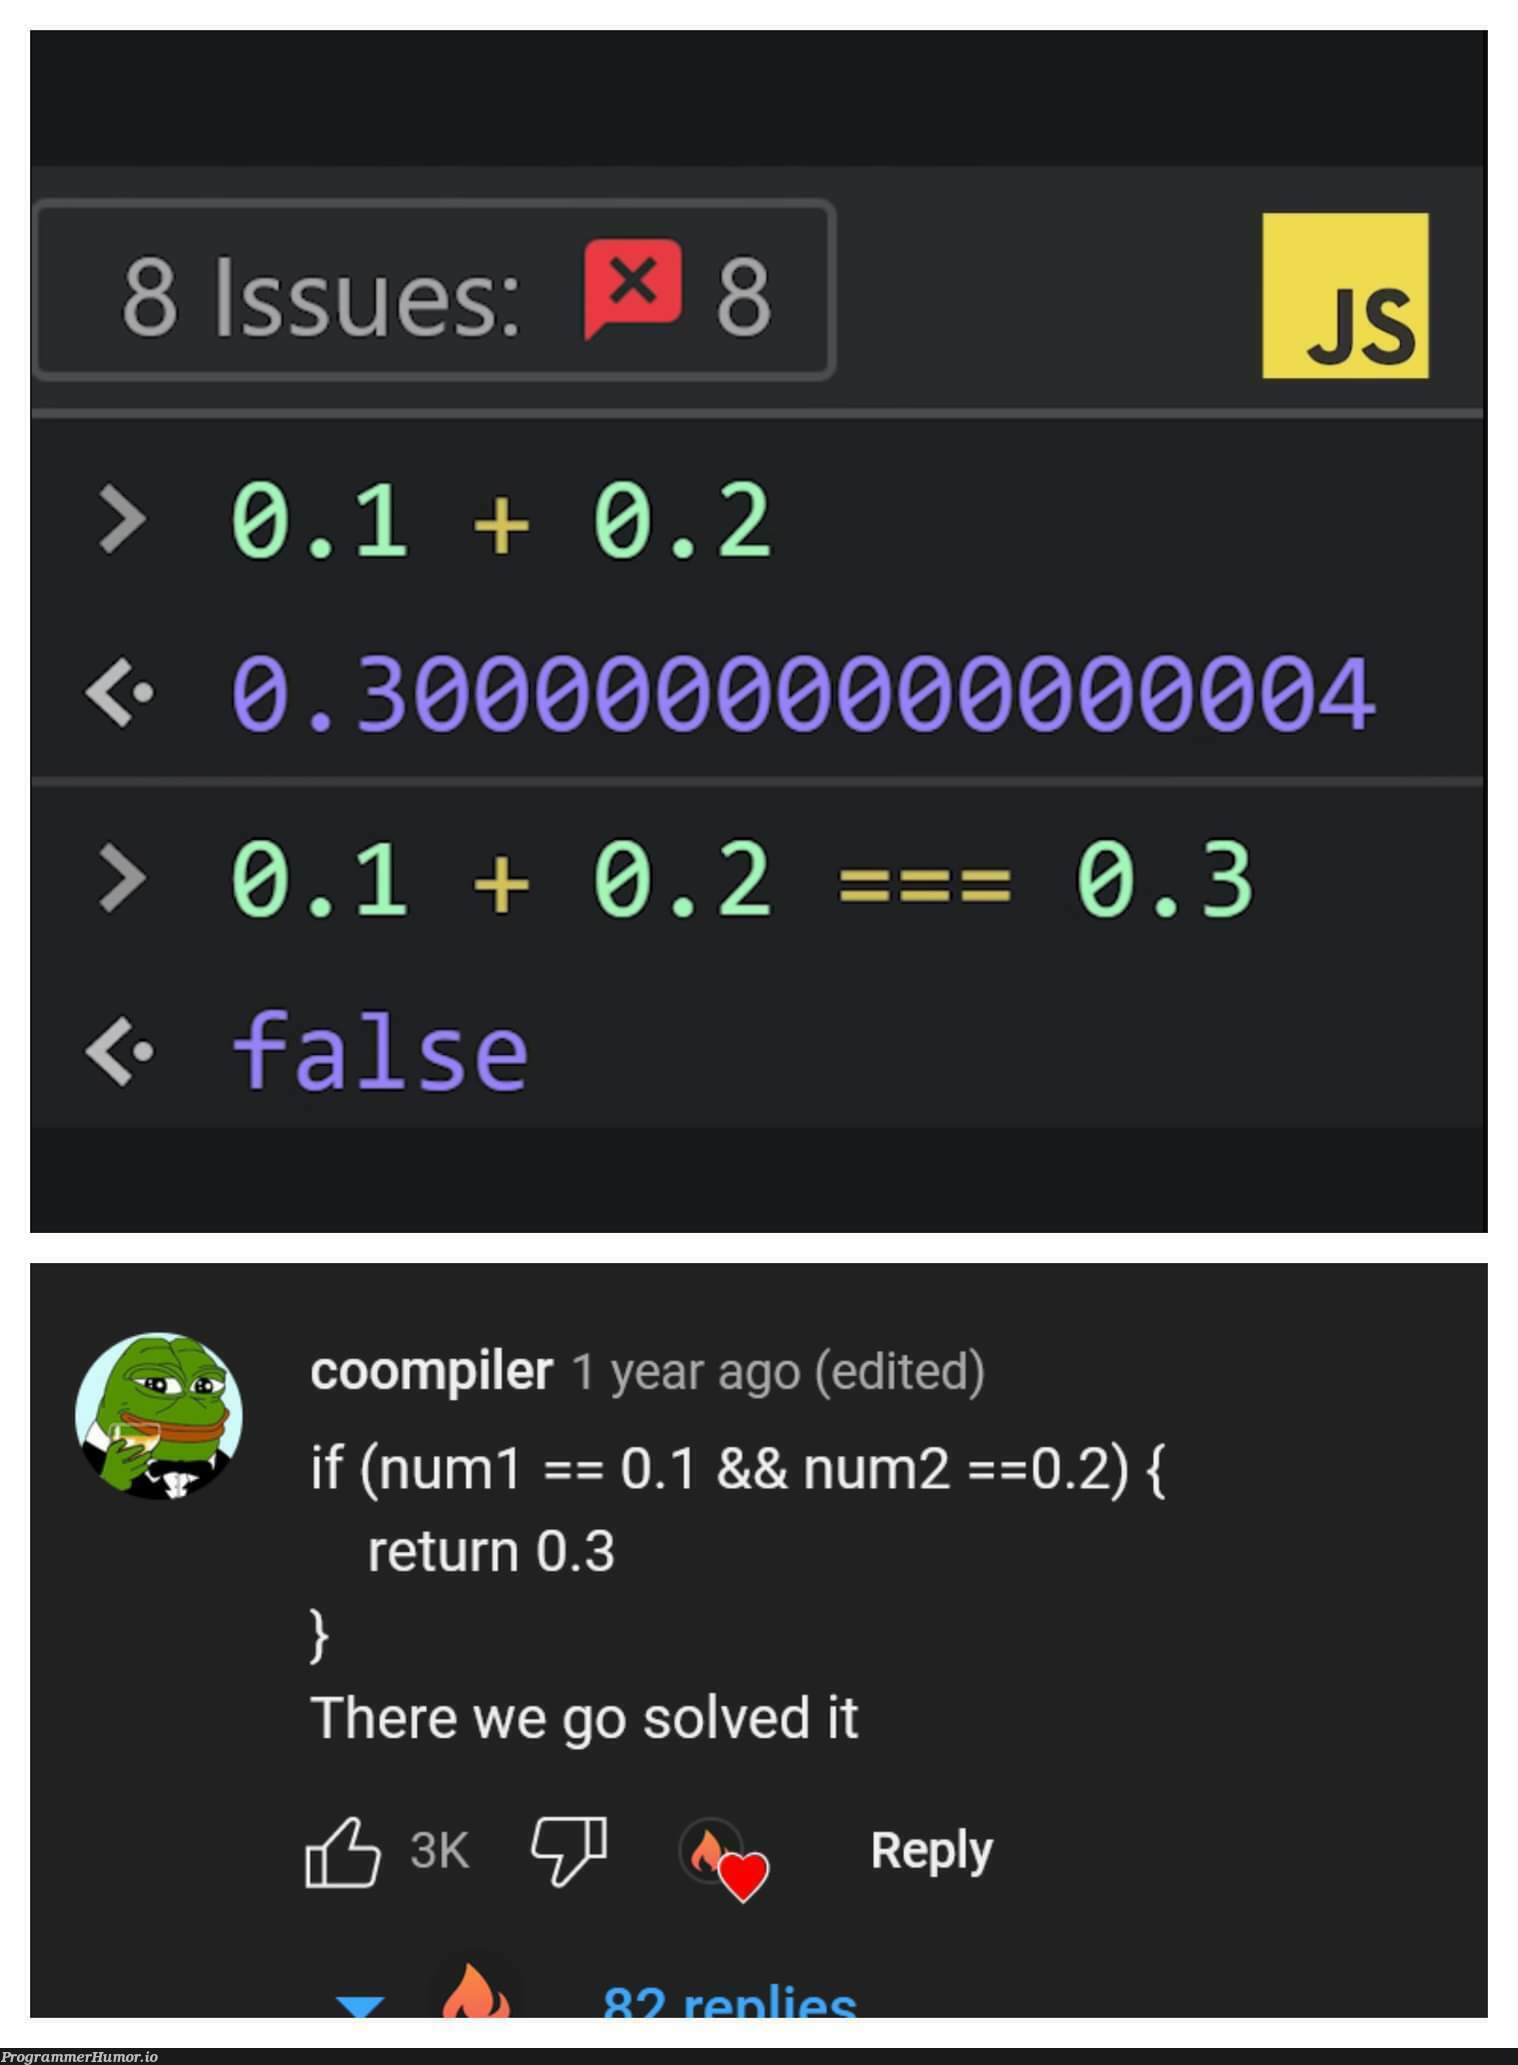 8 Issues: 8
JS
> 0.1 + 0.2
0.30000000000000004
> 0.1 + 0.2 === 0.3
false
coompiler 1 year ago (edited)
if (num1 == 0.1 && num2 ==0.2) {
return 0.3
}
There we go solved it
3K Reply
82 replies
ProgrammerHumor.io